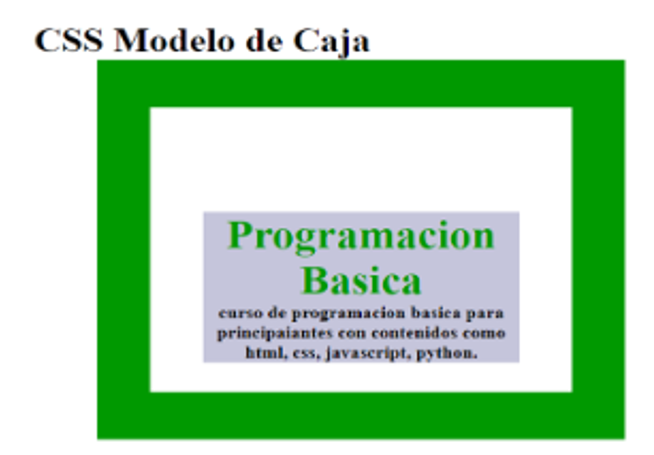 CSS Modelo de Caja
Programacion
Basica
curso de programacion basica para
principaiantes con contenidos como
html, css, javascript, python.